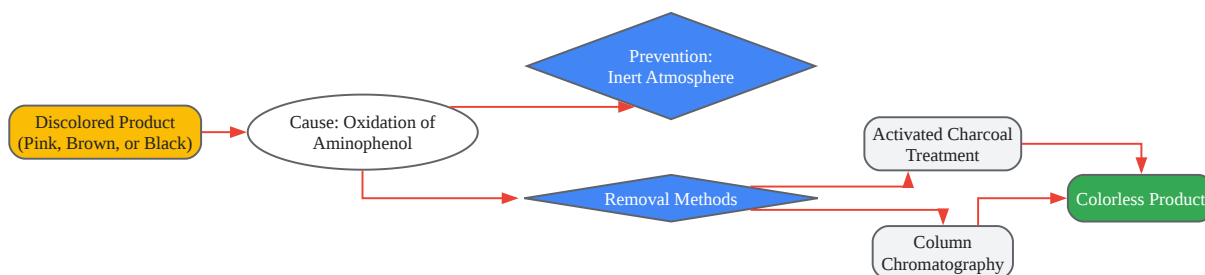 Discolored Product
(Pink, Brown, or Black)
Cause: Oxidation of
Aminophenol
Prevention:
Inert Atmosphere
Removal Methods
Activated Charcoal
Treatment
Column
Chromatography
Colorless Product